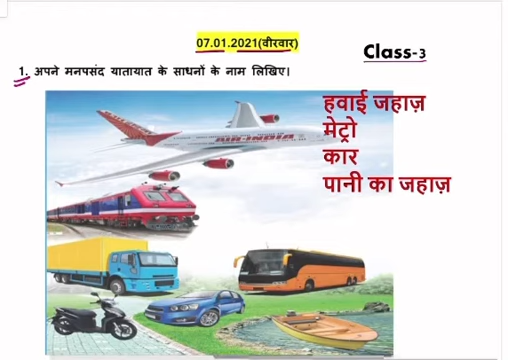 07.01.2021(वीरवार)
Class-3
1. अपने मनपसंद यातायात के साधनों के नाम लिखिए।
हवाई जहाज़
मेट्रो
कार
पानी का जहाज़
AIR-INDIA